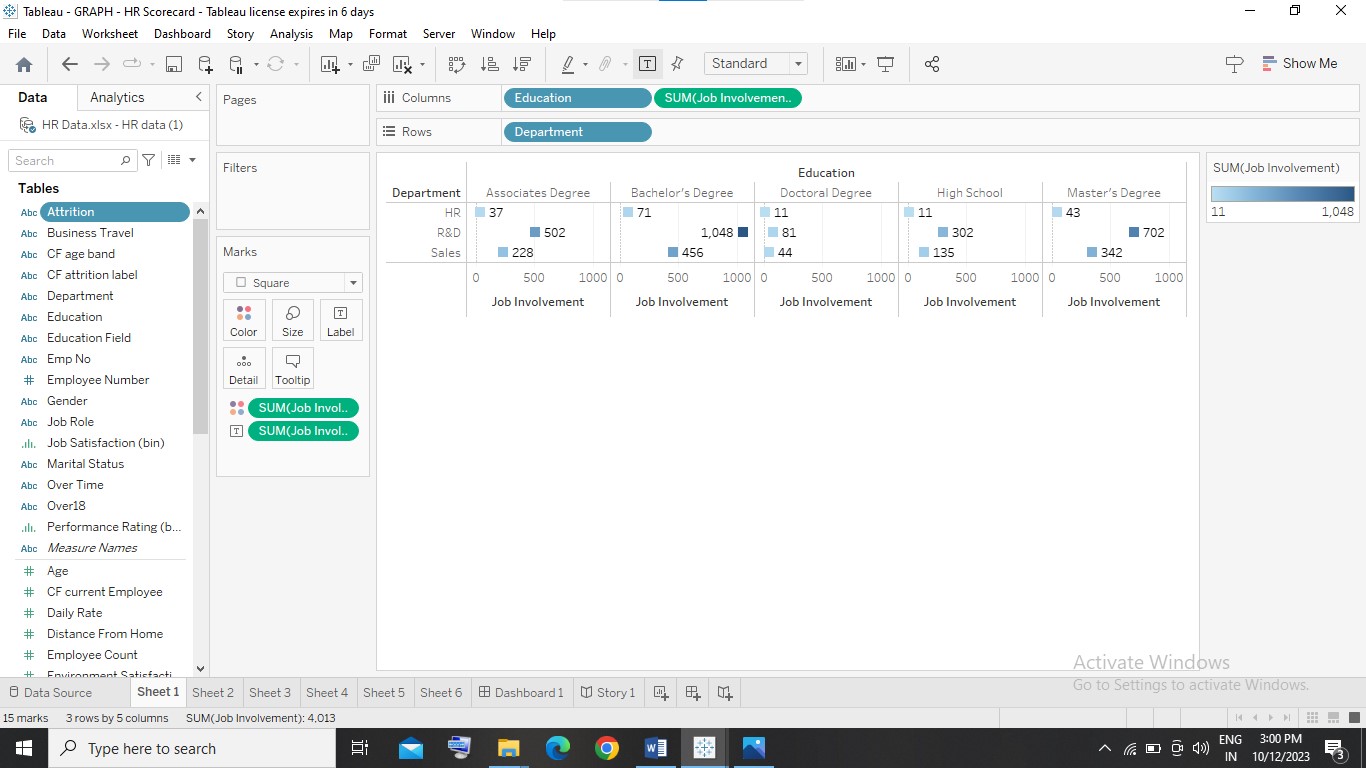 Tableau - GRAPH - HR Scorecard - Tableau license expires in 6 days
File Data Worksheet Dashboard Story Analysis Map Format Server Window Help
Standard Show Me
Data Analytics
HR Data.xlsx - HR data (1)
Search
Tables
Abc Attrition
Abc Business Travel
Abc CF age band
Abc CF attrition label
Abc Department
Abc Education
Abc Education Field
Abc Emp No
# Employee Number
Abc Gender
Abc Job Role
Job Satisfaction (bin)
Abc Marital Status
Abc Over Time
Abc Over18
Performance Rating (b...
Abc Measure Names
# Age
# CF current Employee
# Daily Rate
# Distance From Home
# Employee Count
# Environment Satisfacti...
Pages
Filters
Marks
Square
Color Size T Label
Detail Tooltip
SUM(Job Invol..
T SUM(Job Invol..
Columns Education SUM(Job Involvemen..
Rows Department
Education
Department Associates Degree Bachelor's Degree Doctoral Degree High School Master's Degree
HR 37 71 11 11 43
R&D 502 1,048 81 302 702
Sales 228 456 44 135 342
0 500 1000 0 500 1000 0 500 1000 0 500 1000 0 500 1000
Job Involvement Job Involvement Job Involvement Job Involvement Job Involvement
SUM(Job Involvement)
11 1,048
Activate Windows
Go to Settings to activate Windows.
Data Source Sheet 1 Sheet 2 Sheet 3 Sheet 4 Sheet 5 Sheet 6 Dashboard 1 Story 1
15 marks 3 rows by 5 columns SUM(Job Involvement): 4,013
Type here to search
ENG
IN
3:00 PM
10/12/2023
3